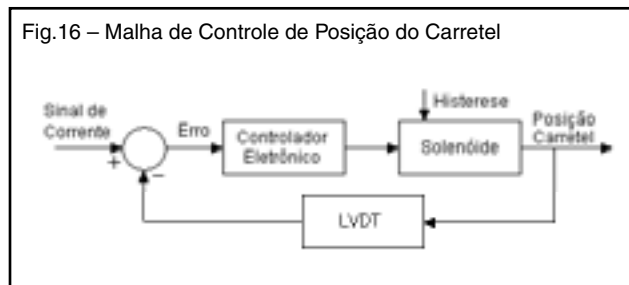 Fig.16 – Malha de Controle de Posição do Carretel
Sinal de
Corrente
+
–
Erro
Controlador
Eletrônico
Histerese
Solenóide
Posição
Carretel
LVDT